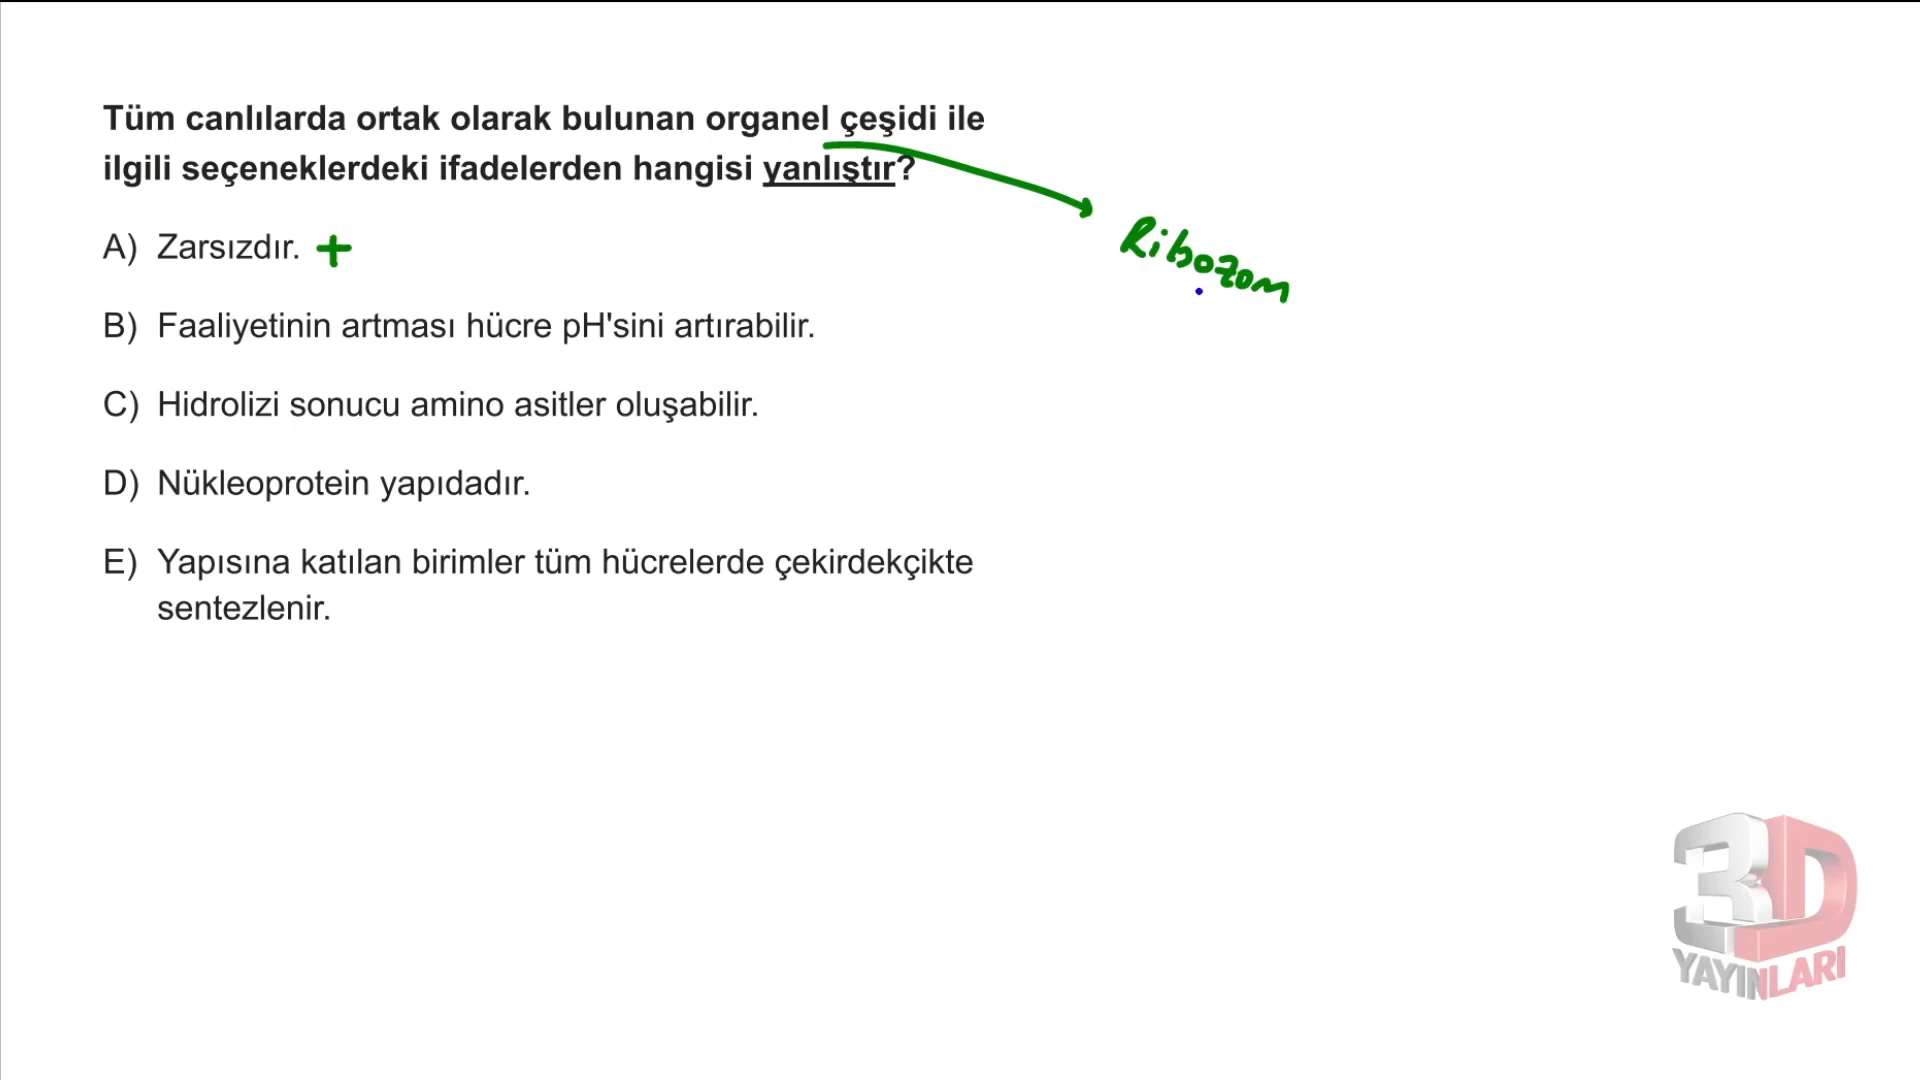 Tüm canlılarda ortak olarak bulunan organel çeşidi ile
ilgili seçeneklerdeki ifadelerden hangisi yanlıştır?
Ribozom
A) Zarsızdır. +
B) Faaliyetinin artması hücre pH'sini artırabilir.
C) Hidrolizi sonucu amino asitler oluşabilir.
D) Nükleoprotein yapıdadır.
E) Yapısına katılan birimler tüm hücrelerde çekirdekçikte
sentezlenir.
3D
YAYINLARI